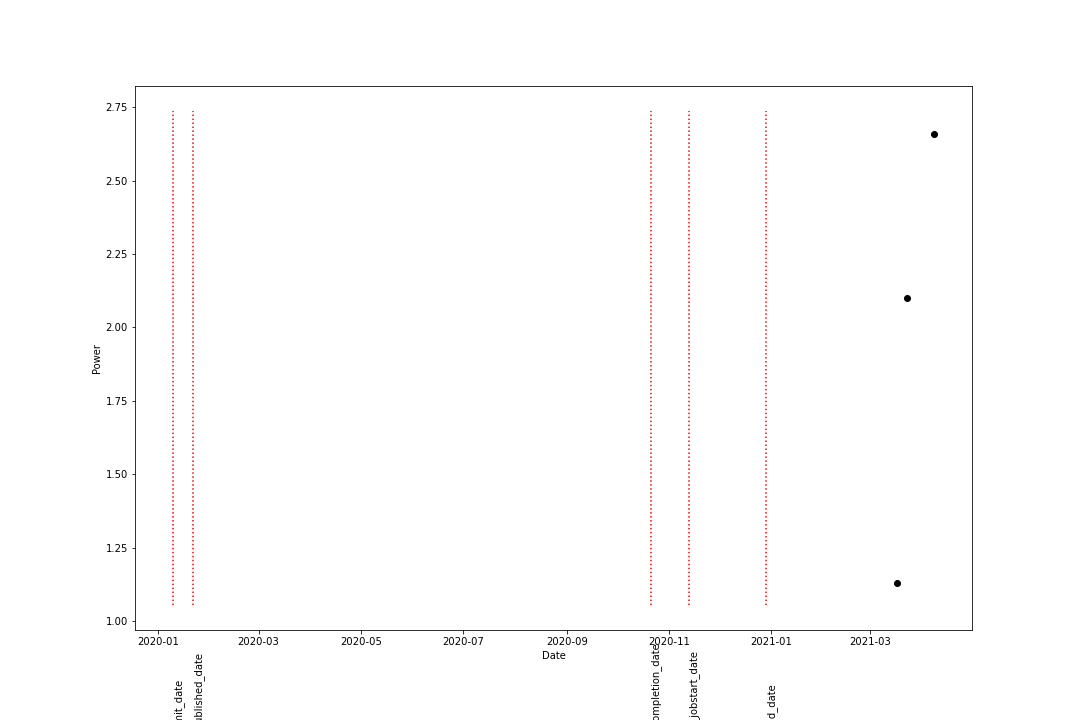 2.75
2.50
2.25
2.00
1.75
1.50
1.25
1.00
Power
2020-01 2020-03 2020-05 2020-07 2020-09 2020-11 2021-01 2021-03
Date
nit_date
ublished_date
ompletion_date
jobstart_date
d_date